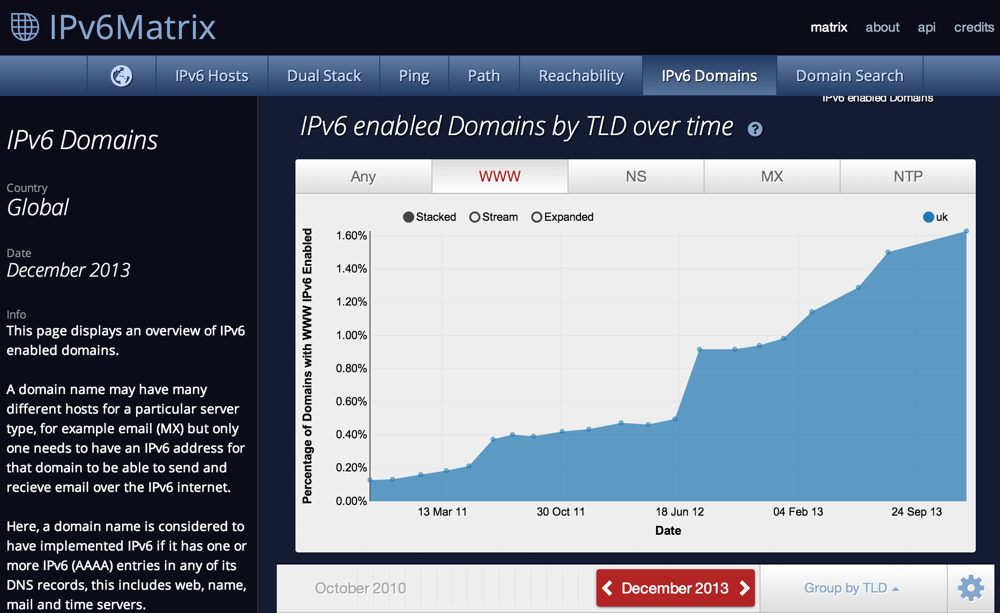 IPv6Matrix
matrix about api credits
IPv6 Hosts Dual Stack Ping Path Reachability IPv6 Domains Domain Search
IPv6 enabled Domains
IPv6 Domains
Country
Global
Date
December 2013
Info
This page displays an overview of IPv6
enabled domains.
A domain name may have many
different hosts for a particular server
type, for example email (MX) but only
one needs to have an IPv6 address for
that domain to be able to send and
recieve email over the IPv6 internet.
Here, a domain name is considered to
have implemented IPv6 if it has one or
more IPv6 (AAAA) entries in any of its
DNS records, this includes web, name,
mail and time servers.
IPv6 enabled Domains by TLD over time ?
Any WWW NS MX NTP
Stacked Stream Expanded uk
Percentage of Domains with WWW IPv6 Enabled
1.60%
1.40%
1.20%
1.00%
0.80%
0.60%
0.40%
0.20%
0.00%
13 Mar 11 30 Oct 11 18 Jun 12 04 Feb 13 24 Sep 13
Date
October 2010 December 2013 Group by TLD